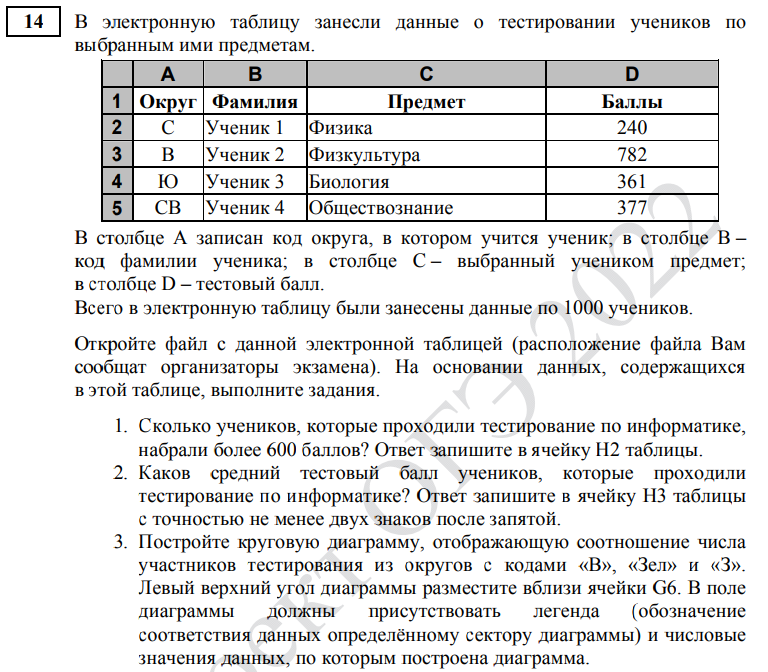 14 В электронную таблицу занесли данные о тестировании учеников по
выбранным ими предметам.
A B C D
1 Округ Фамилия Предмет Баллы
2 С Ученик 1 Физика 240
3 В Ученик 2 Физкультура 782
4 Ю Ученик 3 Биология 361
5 СВ Ученик 4 Обществознание 377
В столбце A записан код округа, в котором учится ученик; в столбце B –
код фамилии ученика; в столбце C – выбранный учеником предмет;
в столбце D – тестовый балл.
Всего в электронную таблицу были занесены данные по 1000 учеников.
Откройте файл с данной электронной таблицей (расположение файла Вам
сообщат организаторы экзамена). На основании данных, содержащихся
в этой таблице, выполните задания.
1. Сколько учеников, которые проходили тестирование по информатике,
набрали более 600 баллов? Ответ запишите в ячейку H2 таблицы.
2. Каков средний тестовый балл учеников, которые проходили
тестирование по информатике? Ответ запишите в ячейку H3 таблицы
с точностью не менее двух знаков после запятой.
3. Постройте круговую диаграмму, отображающую соотношение числа
участников тестирования из округов с кодами «В», «Зел» и «З».
Левый верхний угол диаграммы разместите вблизи ячейки G6. В поле
диаграммы должны присутствовать легенда (обозначение
соответствия данных определённому сектору диаграммы) и числовые
значения данных, по которым построена диаграмма.
ект ОГЭ 2022